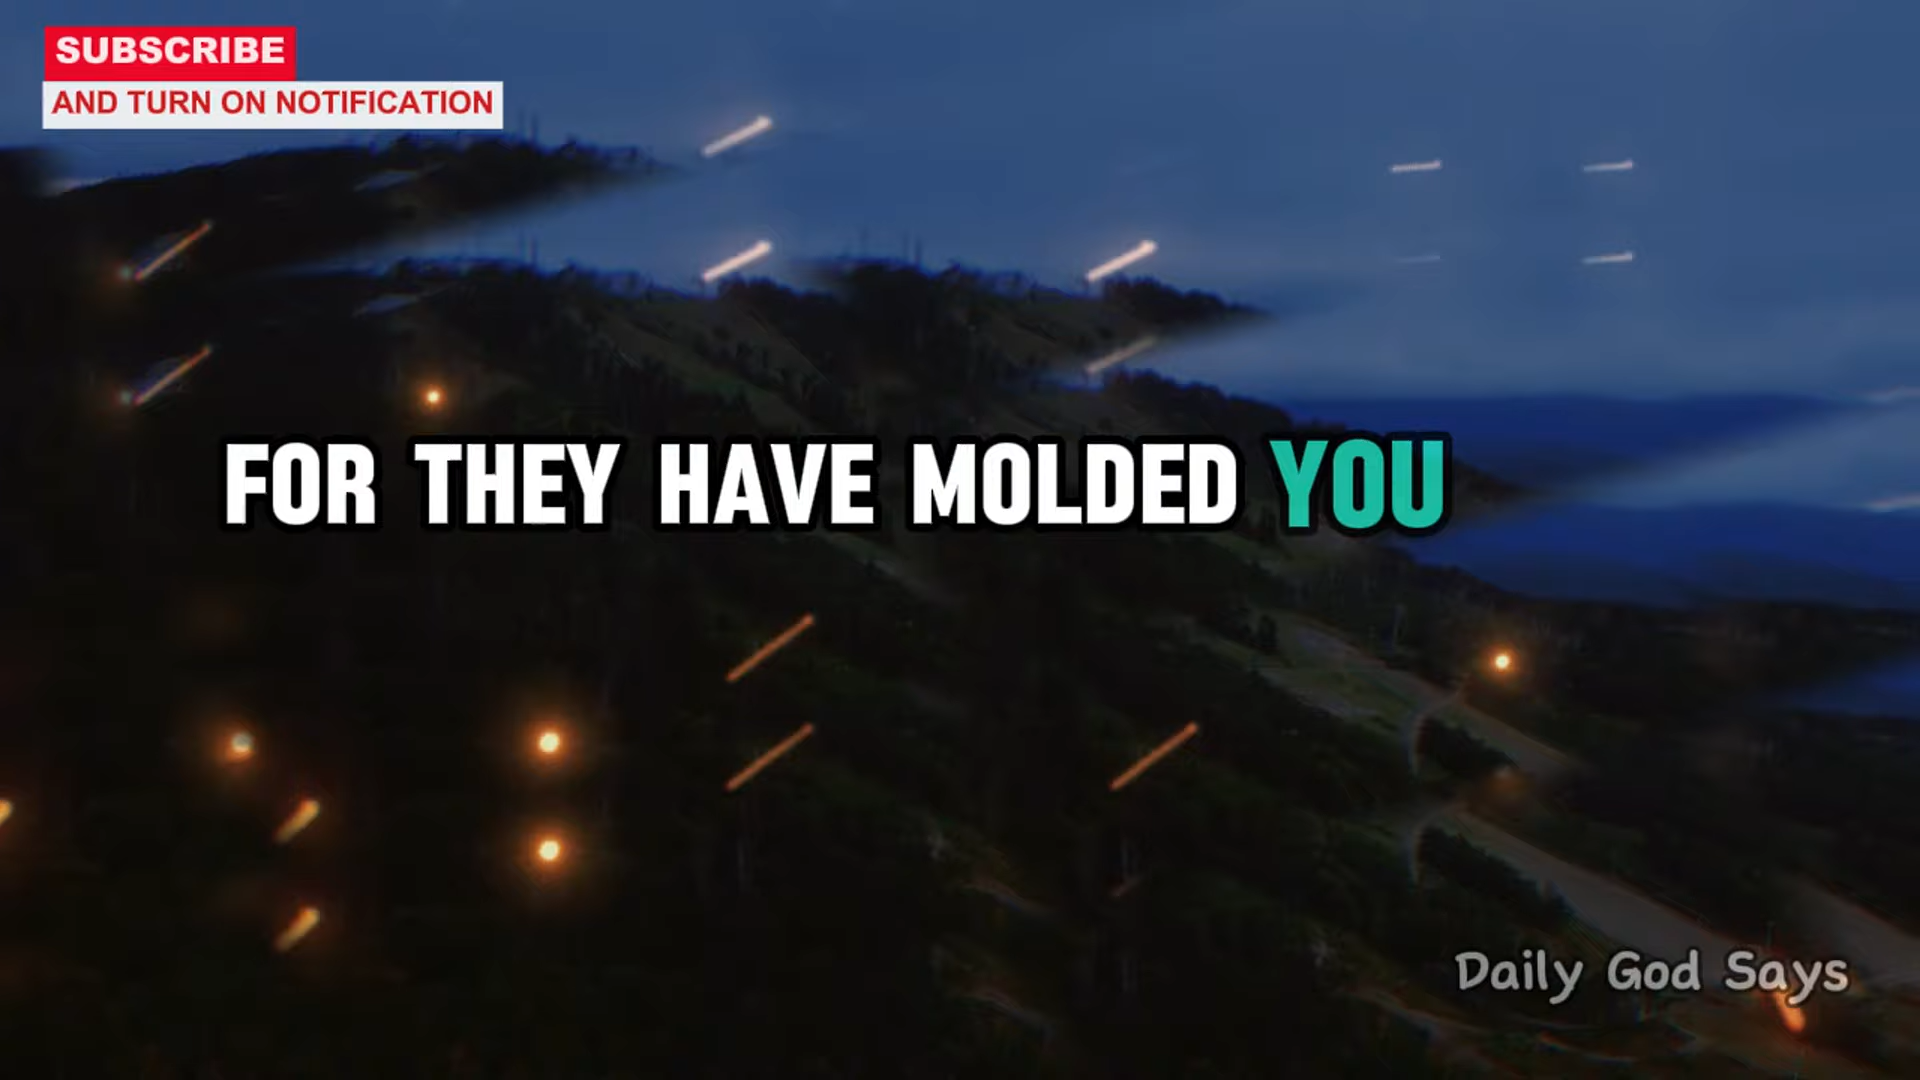 SUBSCRIBE
AND TURN ON NOTIFICATION
FOR THEY HAVE MOLDED YOU
Daily God Says